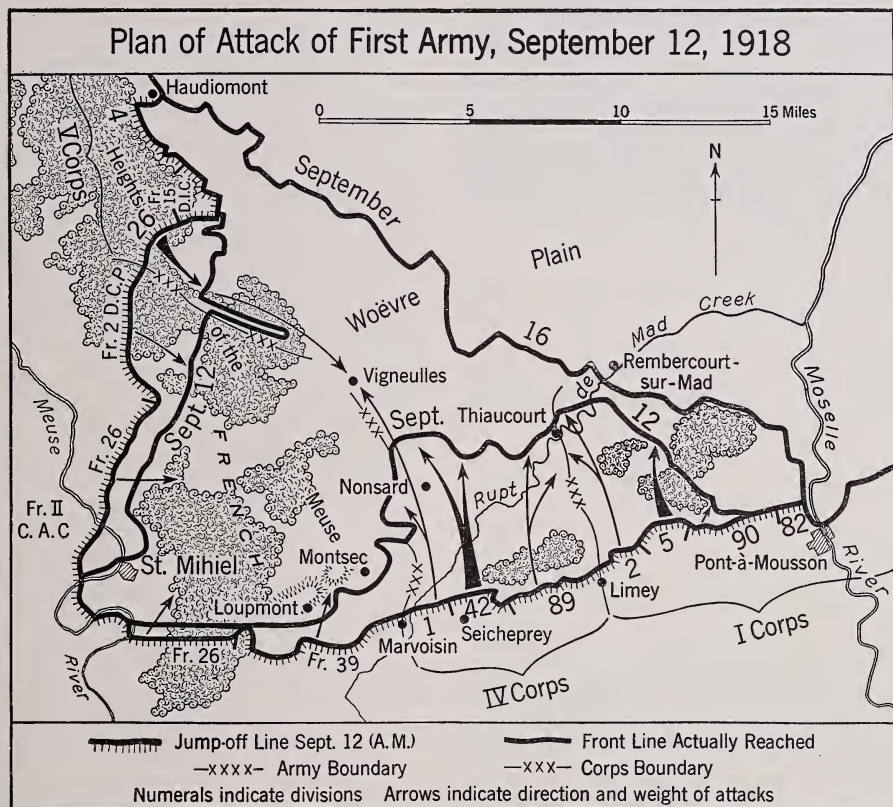 Plan of Attack of First Army, September 12, 1918
Haudiomont
0 5 10 15 Miles
N
4
V Corps
Heights
Fr. 15. D.I.C.
September
26
Plain
Fr. 2 D.C.P.
XXX
XXX
of the
Woëvre
16
Mad Creek
Rembercourt-
sur-Mad
de
Vigneulles
Sept. 12
Sept.
Thiaucourt
12
Moselle
Meuse
XXX
Fr. 26
FRENCH
Nonsard
Rupt
XXX
Meuse
Fr. II
C. A. C
St. Mihiel
Montsec
XXX
Loupmont
1
42
89
2
5
90
82
Limey
Pont-à-Mousson
River
Marvoisin
Seicheprey
Fr. 26
Fr. 39
River
I Corps
IV Corps
Jump-off Line Sept. 12 (A.M.)
Front Line Actually Reached
-xxxx- Army Boundary
-xxx- Corps Boundary
Numerals indicate divisions Arrows indicate direction and weight of attacks